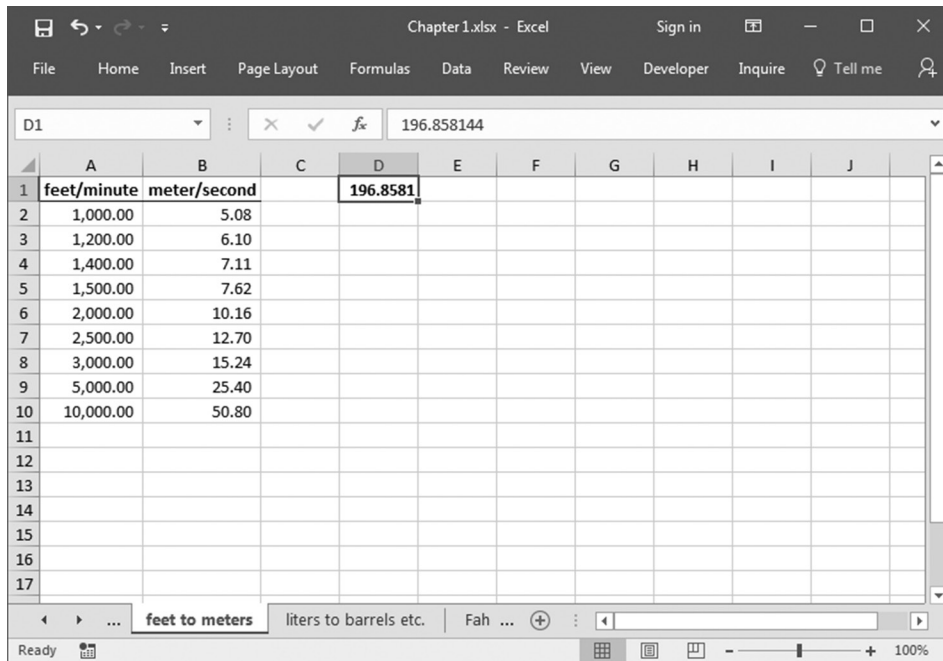 Chapter 1.xlsx - Excel Sign in
File Home Insert Page Layout Formulas Data Review View Developer Inquire Tell me
D1 fx 196.858144
A B C D E F G H I J
1 feet/minute meter/second 196.8581
2 1,000.00 5.08
3 1,200.00 6.10
4 1,400.00 7.11
5 1,500.00 7.62
6 2,000.00 10.16
7 2,500.00 12.70
8 3,000.00 15.24
9 5,000.00 25.40
10 10,000.00 50.80
11
12
13
14
15
16
17
... feet to meters liters to barrels etc. Fah ...
Ready 100%